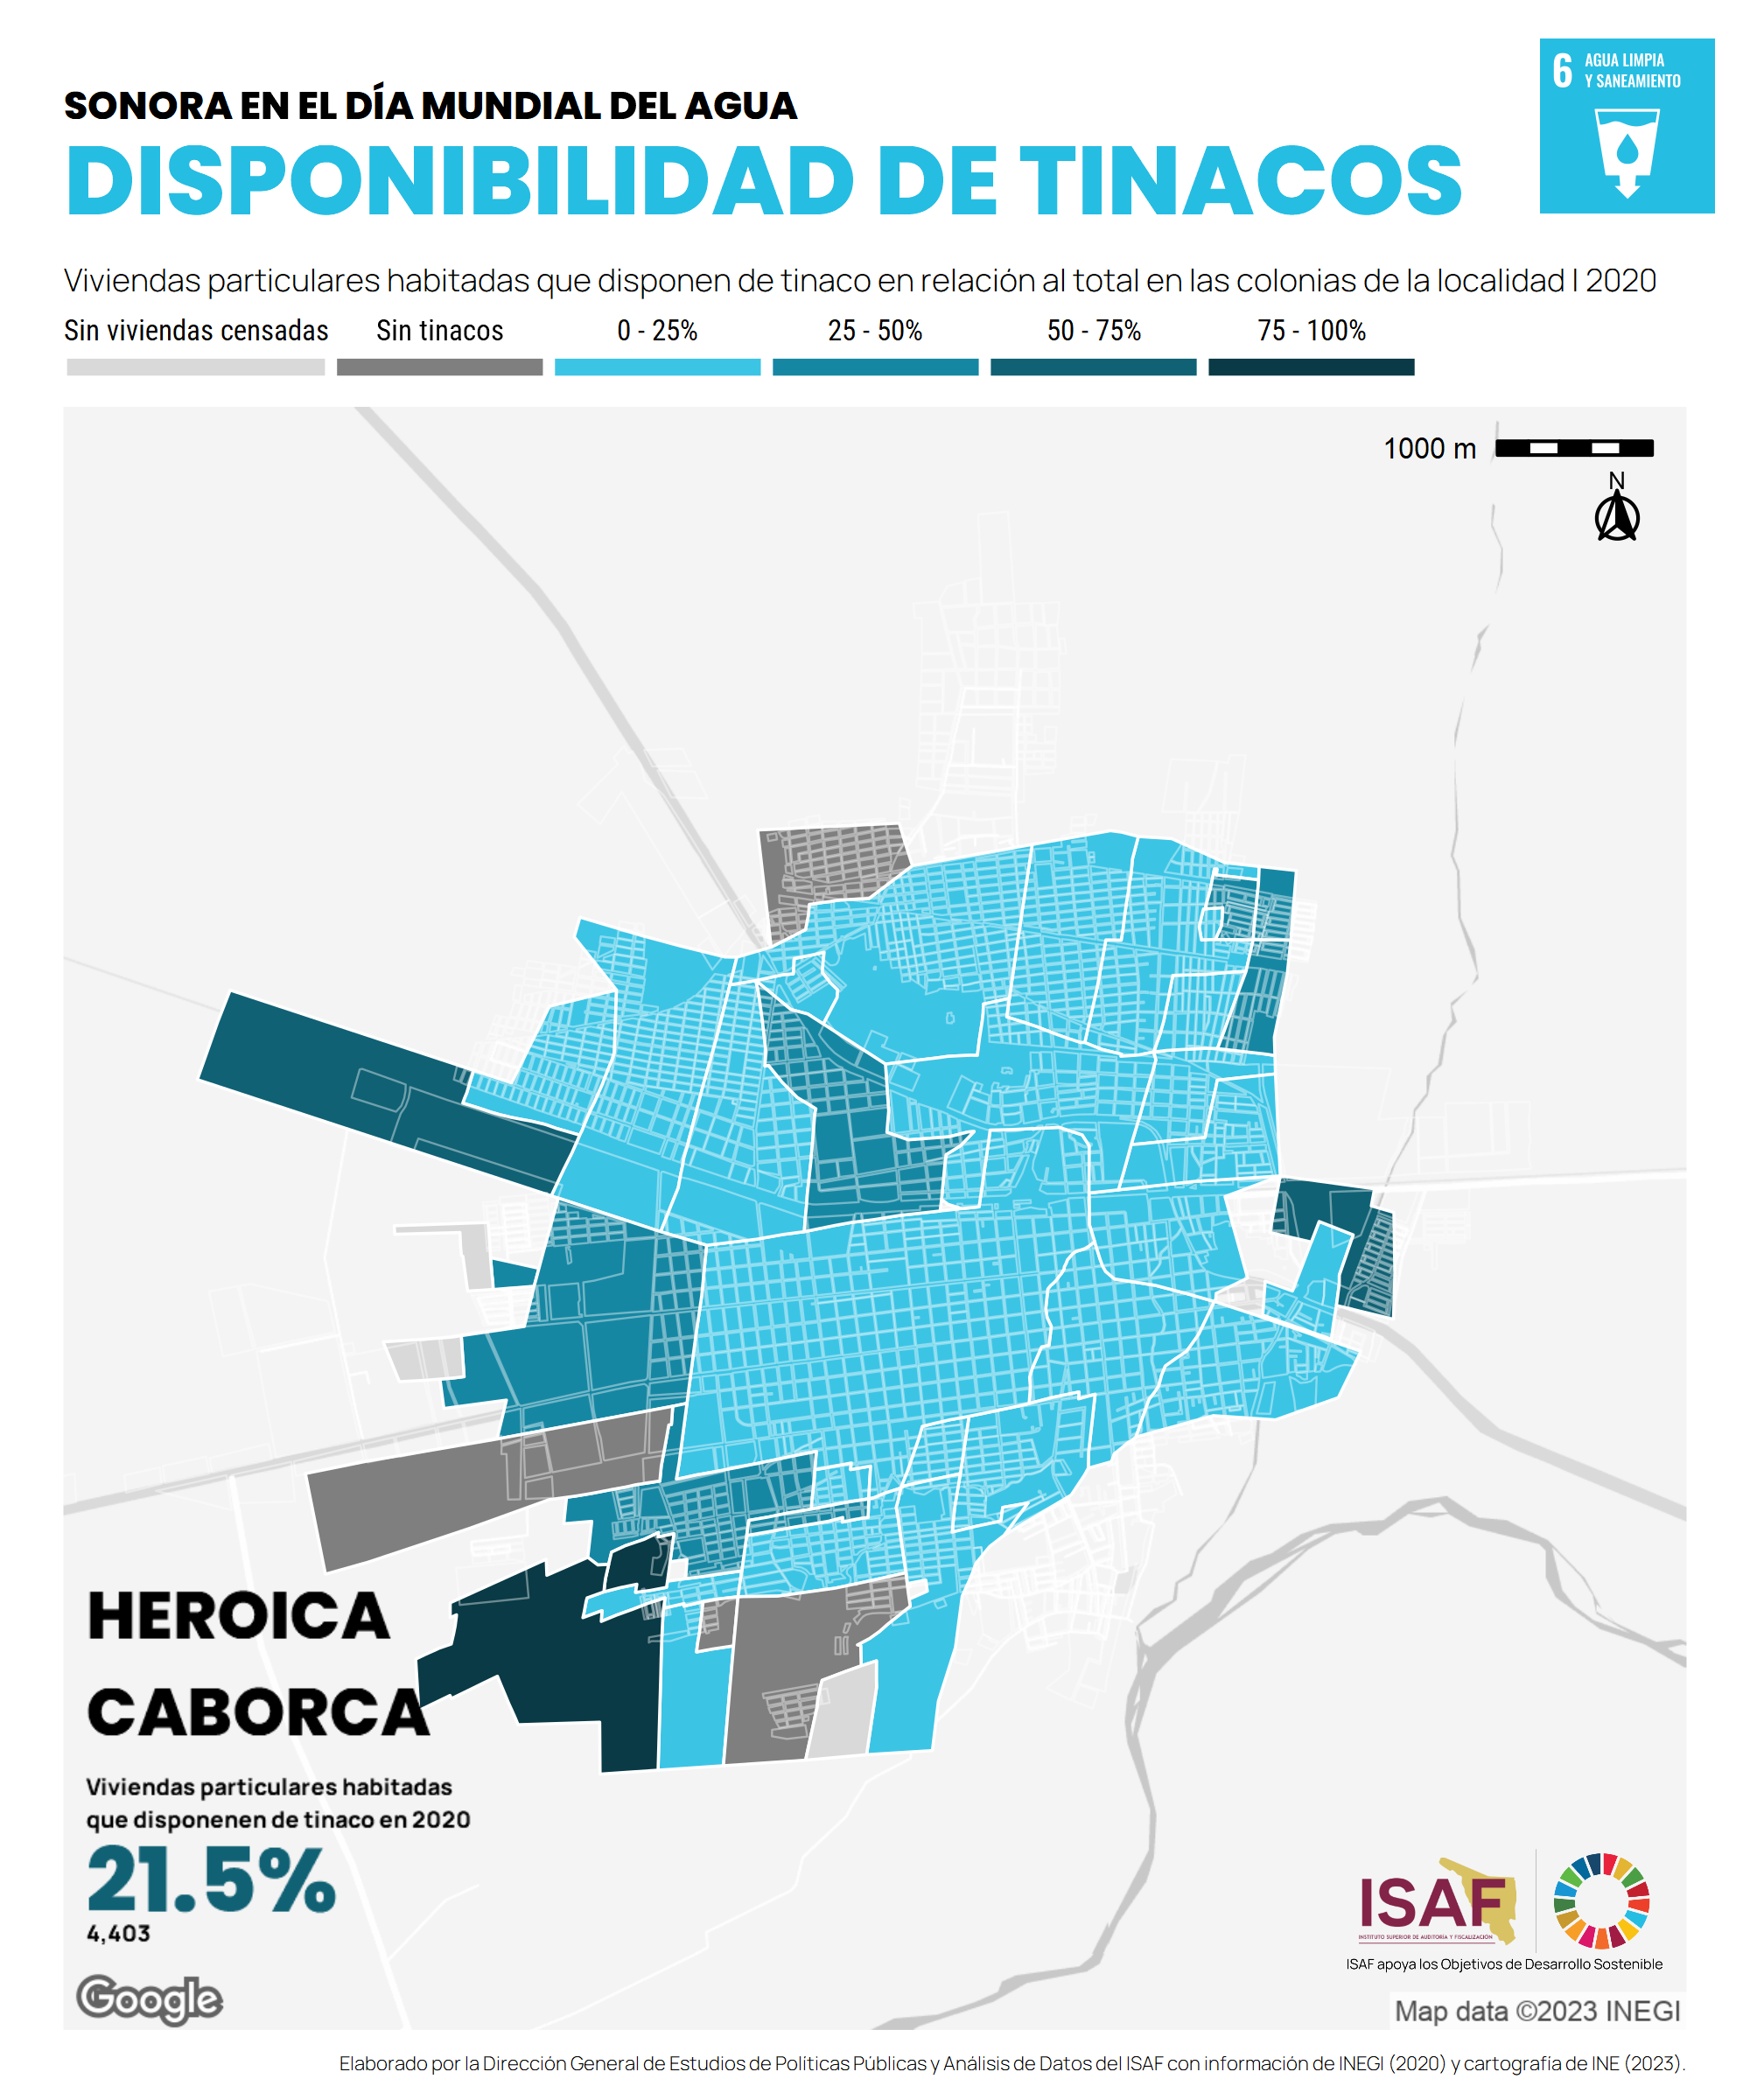 SONORA EN EL DÍA MUNDIAL DEL AGUA
DISPONIBILIDAD DE TINACOS
6 AGUA LIMPIA
Y SANEAMIENTO
Viviendas particulares habitadas que disponen de tinaco en relación al total en las colonias de la localidad | 2020
Sin viviendas censadas Sin tinacos 0 - 25% 25 - 50% 50 - 75% 75 - 100%
1000 m
N
HEROICA
CABORCA
Viviendas particulares habitadas
que disponenen de tinaco en 2020
21.5%
4,403
Google
ISAF
INSTITUTO SUPERIOR DE AUDITORÍA Y FISCALIZACIÓN
ISAF apoya los Objetivos de Desarrollo Sostenible
Map data ©2023 INEGI
Elaborado por la Dirección General de Estudios de Políticas Públicas y Análisis de Datos del ISAF con información de INEGI (2020) y cartografía de INE (2023).